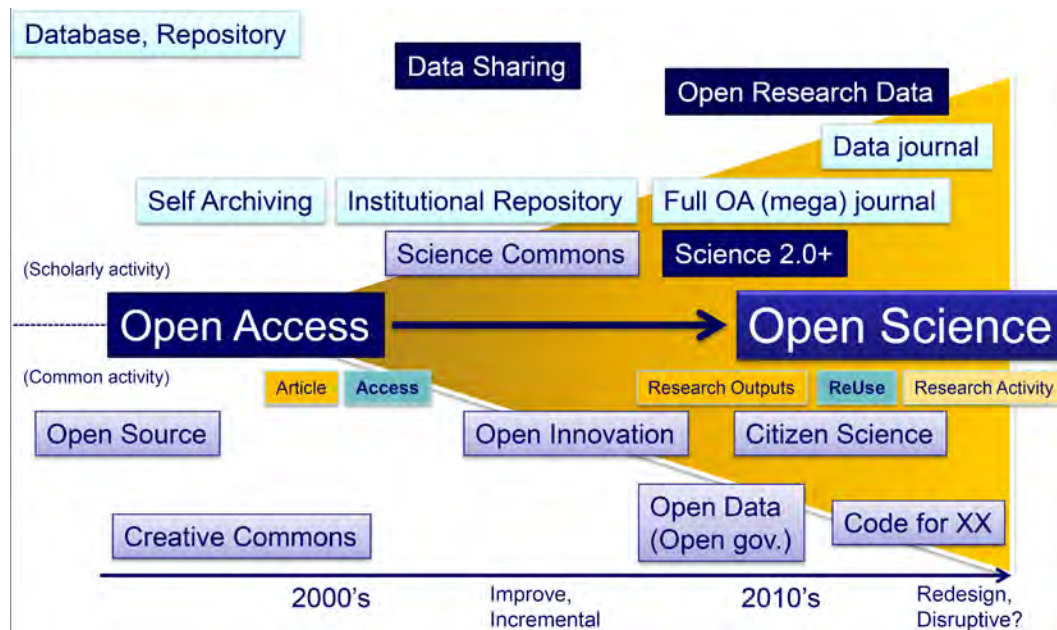 Database, Repository
Data Sharing
Open Research Data
Data journal
Self Archiving
Institutional Repository
Full OA (mega) journal
Science Commons
Science 2.0+
(Scholarly activity)
Open Access
Open Science
(Common activity)
Article
Access
Research Outputs
ReUse
Research Activity
Open Source
Open Innovation
Citizen Science
Creative Commons
Open Data
(Open gov.)
Code for XX
2000's
Improve,
Incremental
2010's
Redesign,
Disruptive?